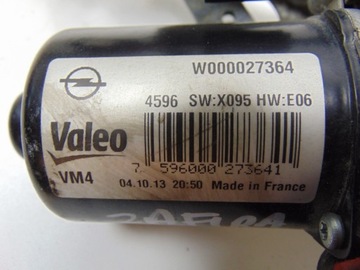 W000027364
4596 SW:X095 HW:E06
Valeo
7 596000 273641
VM4
04.10.13 20:50 Made in France
ZAFIRA